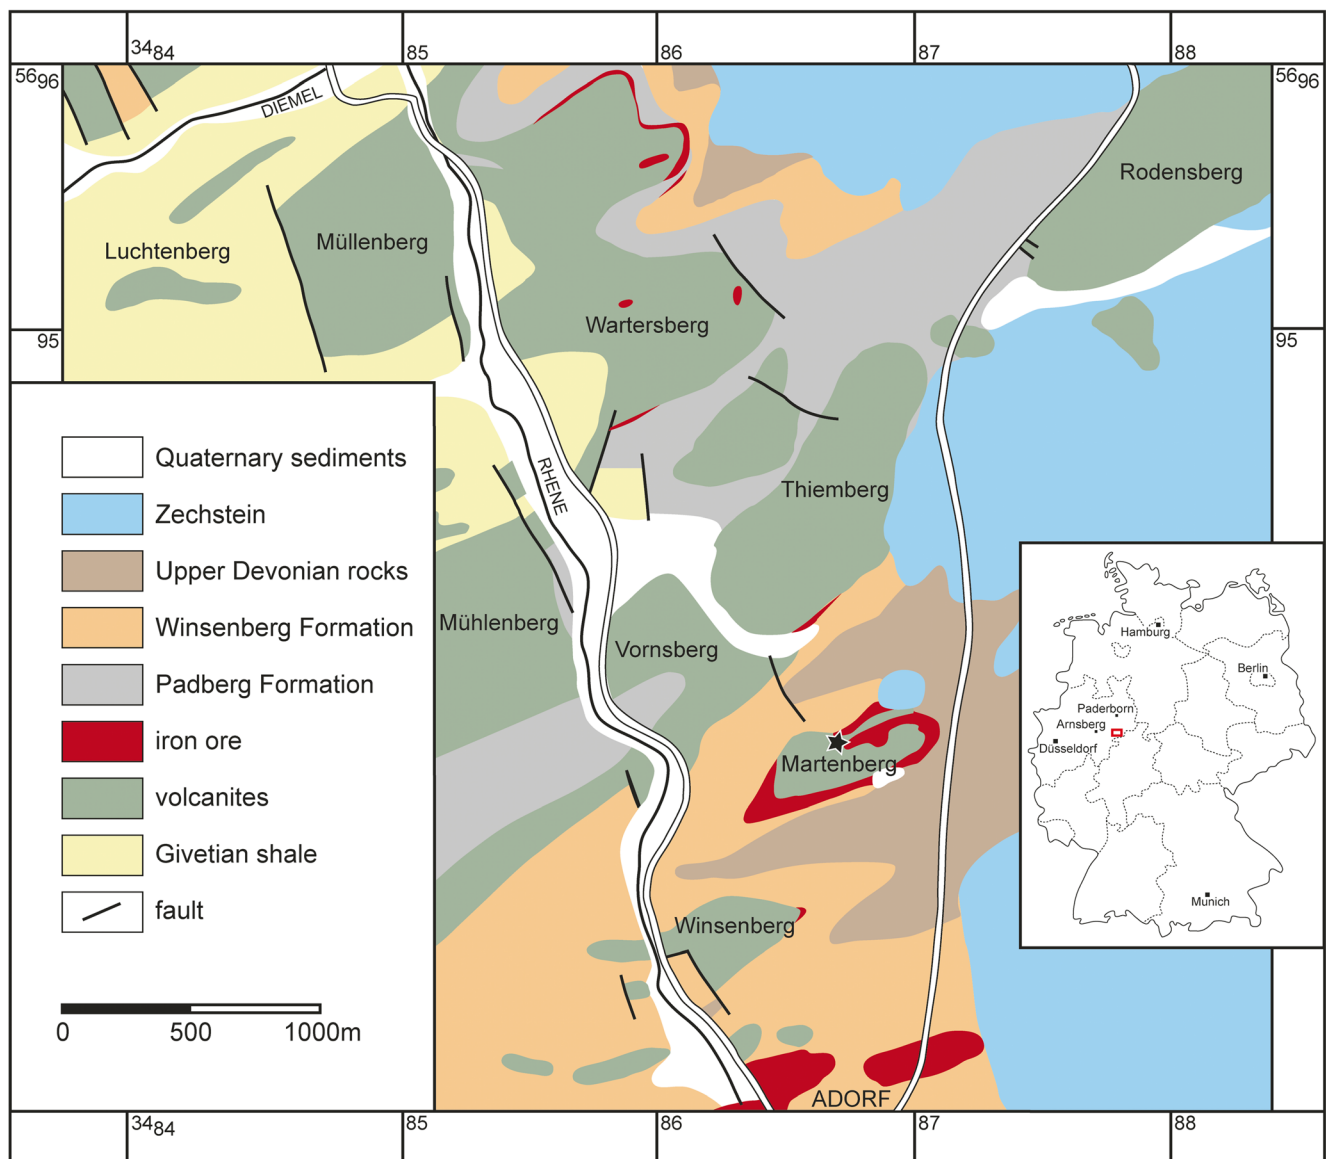 3484 85 86 87 88
5696 5696
DIEMEL
Rodensberg
Luchtenberg
Müllenberg
Wartersberg
95 95
Quaternary sediments
Zechstein
Upper Devonian rocks
Winsenberg Formation
Padberg Formation
iron ore
volcanites
Givetian shale
fault
0 500 1000m
RHENE
Thiemberg
Mühlenberg
Vornsberg
Martenberg
Winsenberg
ADORF
Hamburg
Berlin
Paderborn
Arnsberg
Düsseldorf
Munich
3484 85 86 87 88